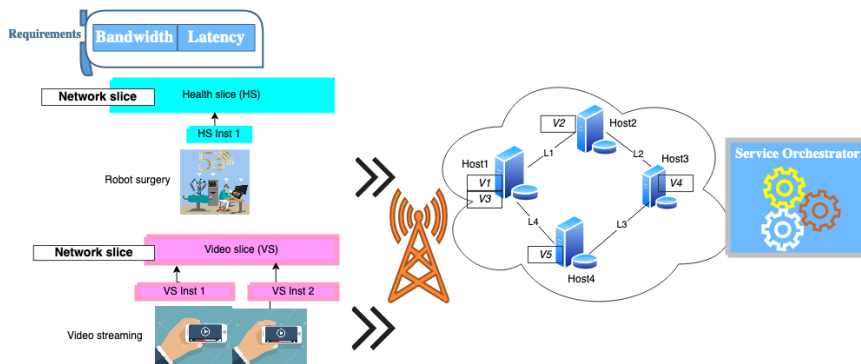 Requirements
Bandwidth
Latency
Network slice
Health slice (HS)
HS Inst 1
5G
Robot surgery
Network slice
Video slice (VS)
VS Inst 1
VS Inst 2
Video streaming
V2
Host2
L1
L2
Host1
Host3
V1
V3
V4
L4
L3
V5
Host4
Service Orchestrator